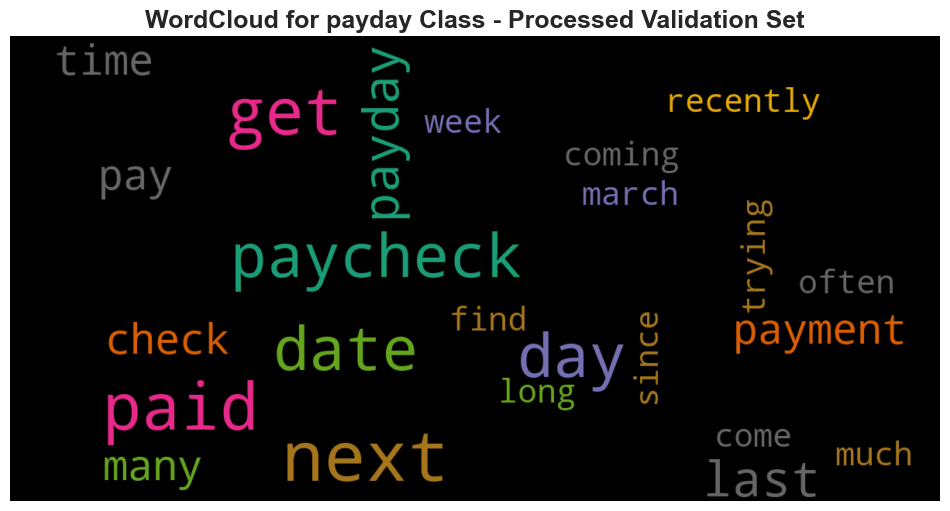 WordCloud for payday Class - Processed Validation Set
time
get
payday
week
recently
coming
pay
march
paycheck
trying
often
find
check
date
day
since
payment
long
paid
many
next
come
last
much